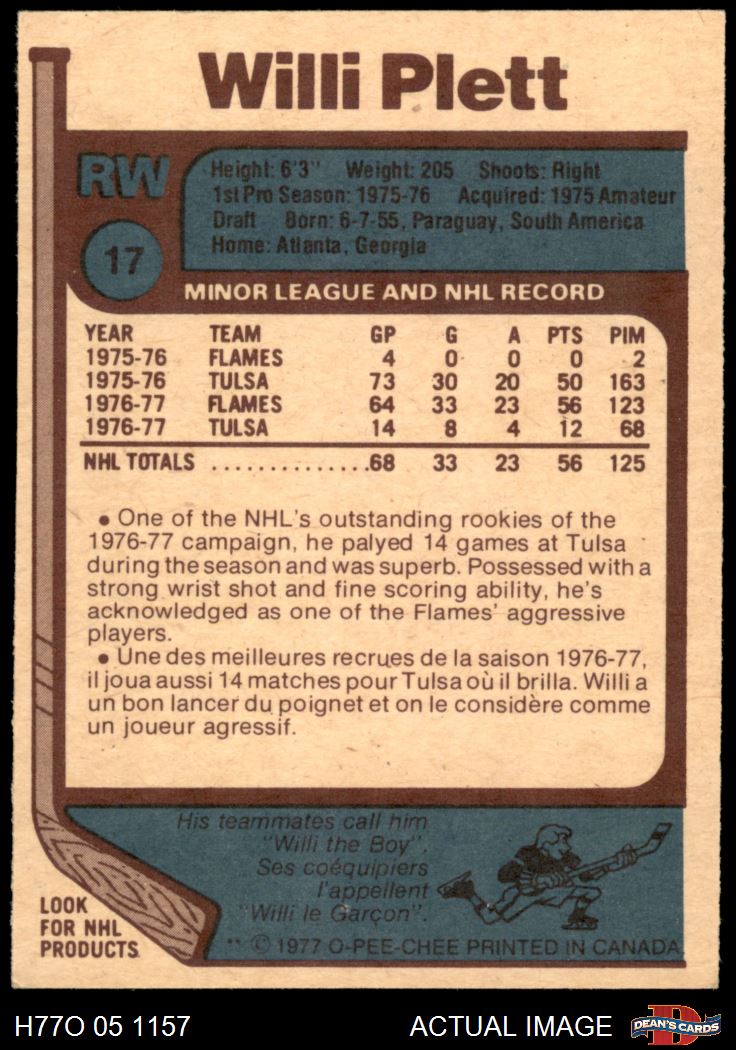 Willi Plett
RW
Height: 6'3" Weight: 205 Shoots: Right
1st Pro Season: 1975-76 Acquired: 1975 Amateur
Draft Born: 6-7-55, Paraguay, South America
Home: Atlanta, Georgia
17
MINOR LEAGUE AND NHL RECORD
YEAR TEAM GP G A PTS PIM
1975-76 FLAMES 4 0 0 0 2
1975-76 TULSA 73 30 20 50 163
1976-77 FLAMES 64 33 23 56 123
1976-77 TULSA 14 8 4 12 68
NHL TOTALS ..............68 33 23 56 125
• One of the NHL's outstanding rookies of the
1976-77 campaign, he palyed 14 games at Tulsa
during the season and was superb. Possessed with a
strong wrist shot and fine scoring ability, he's
acknowledged as one of the Flames' aggressive
players.
• Une des meilleures recrues de la saison 1976-77,
il joua aussi 14 matches pour Tulsa où il brilla. Willi a
un bon lancer du poignet et on le considère comme
un joueur agressif.
His teammates call him
"Willi the Boy".
Ses coéquipiers
l'appellent
"Willi le Garçon".
LOOK
FOR NHL
PRODUCTS
** © 1977 O-PEE-CHEE PRINTED IN CANADA
H77O 05 1157 ACTUAL IMAGE DEAN'S CARDS